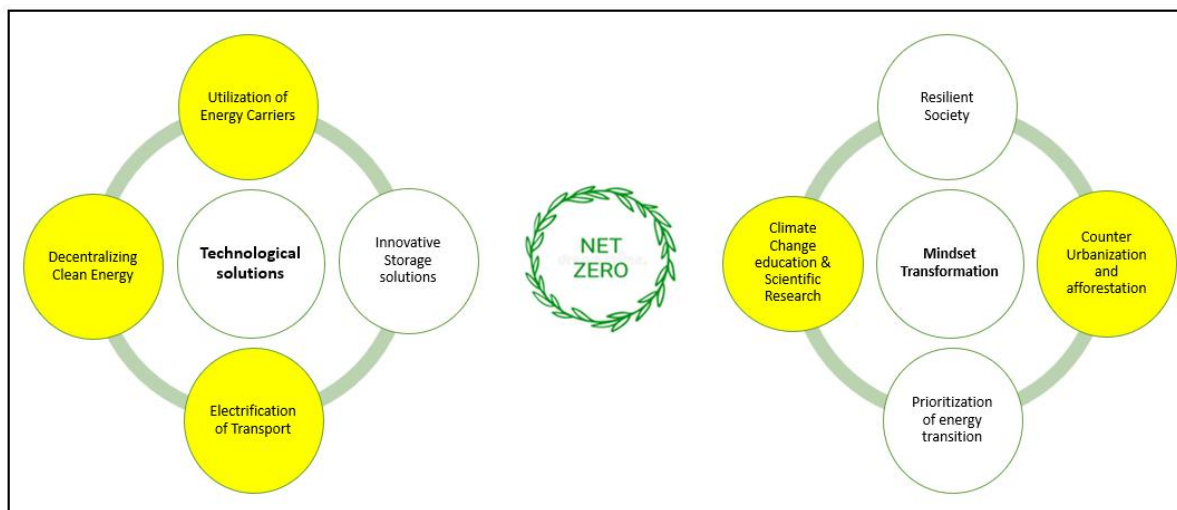 Utilization of
Energy Carriers
Decentralizing
Clean Energy
Technological
solutions
Innovative
Storage
solutions
Electrification
of Transport
NET
ZERO
Resilient
Society
Climate
Change
education &
Scientific
Research
Mindset
Transformation
Counter
Urbanization
and
afforestation
Prioritization
of energy
transition